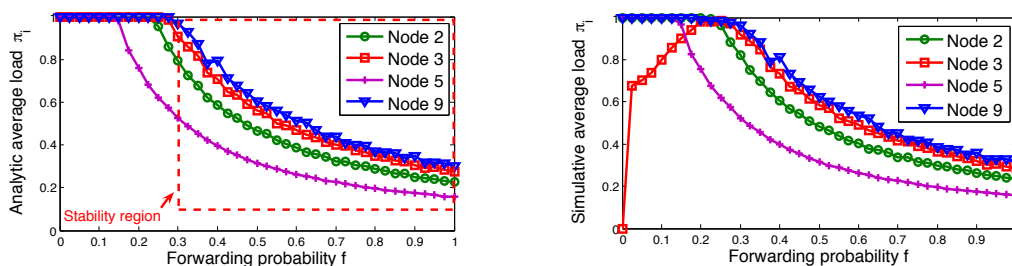 Analytic average load π_i
1
0.8
0.6
0.4
0.2
0
0
0.1
0.2
0.3
0.4
0.5
0.6
0.7
0.8
0.9
1
Forwarding probability f
Node 2
Node 3
Node 5
Node 9
Stability region
Simulative average load π_i
1
0.8
0.6
0.4
0.2
0
0
0.1
0.2
0.3
0.4
0.5
0.6
0.7
0.8
0.9
1
Forwarding probability f
Node 2
Node 3
Node 5
Node 9